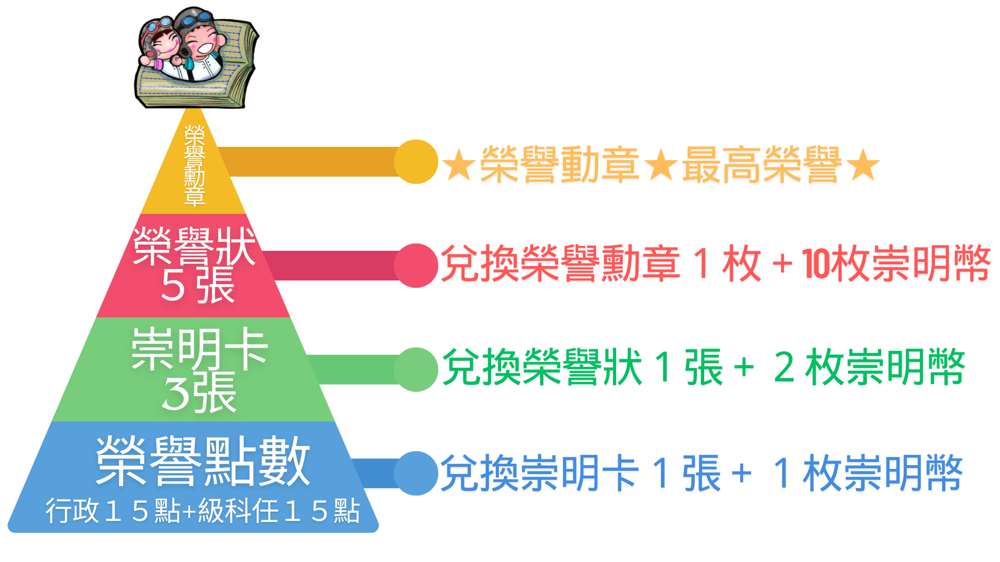 榮譽勳章
★榮譽勳章★最高榮譽★
榮譽狀
５張
兌換榮譽勳章１枚+10枚崇明幣
崇明卡
3張
兌換榮譽狀１張+２枚崇明幣
榮譽點數
行政１５點+級科任１５點
兌換崇明卡１張+１枚崇明幣